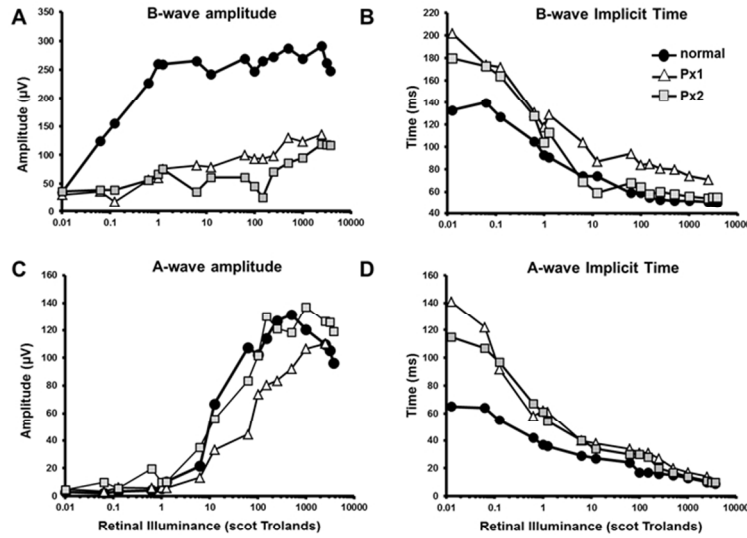 A
B-wave amplitude
350
300
250
200
150
100
50
0
Amplitude (µV)
0.01 0.1 1 10 100 1000 10000
B
B-wave Implicit Time
220
200
180
160
140
120
100
80
60
40
Time (ms)
0.01 0.1 1 10 100 1000 10000
normal
Px1
Px2
C
A-wave amplitude
160
140
120
100
80
60
40
20
0
Amplitude (µV)
0.01 0.1 1 10 100 1000 10000
Retinal Illuminance (scot Trolands)
D
A-wave Implicit Time
160
140
120
100
80
60
40
20
0
Time (ms)
0.01 0.1 1 10 100 1000 10000
Retinal Illuminance (scot Trolands)